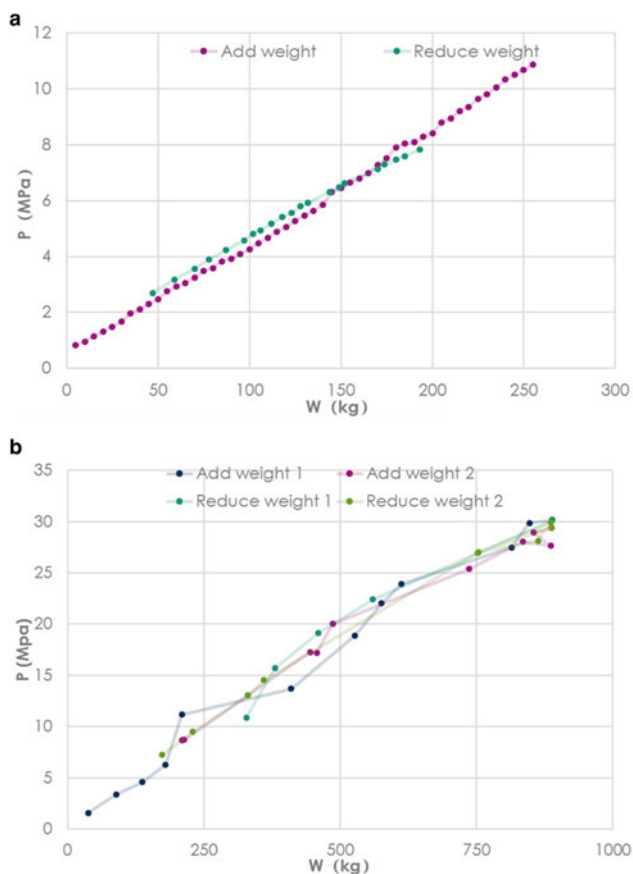 a
12
Add weight Reduce weight
10
8
6
4
2
0
P (MPa)
0 50 100 150 200 250 300
W (kg)
b
35
Add weight 1 Add weight 2
Reduce weight 1 Reduce weight 2
30
25
20
15
10
5
0
P (Mpa)
0 250 500 750 1000
W (kg)